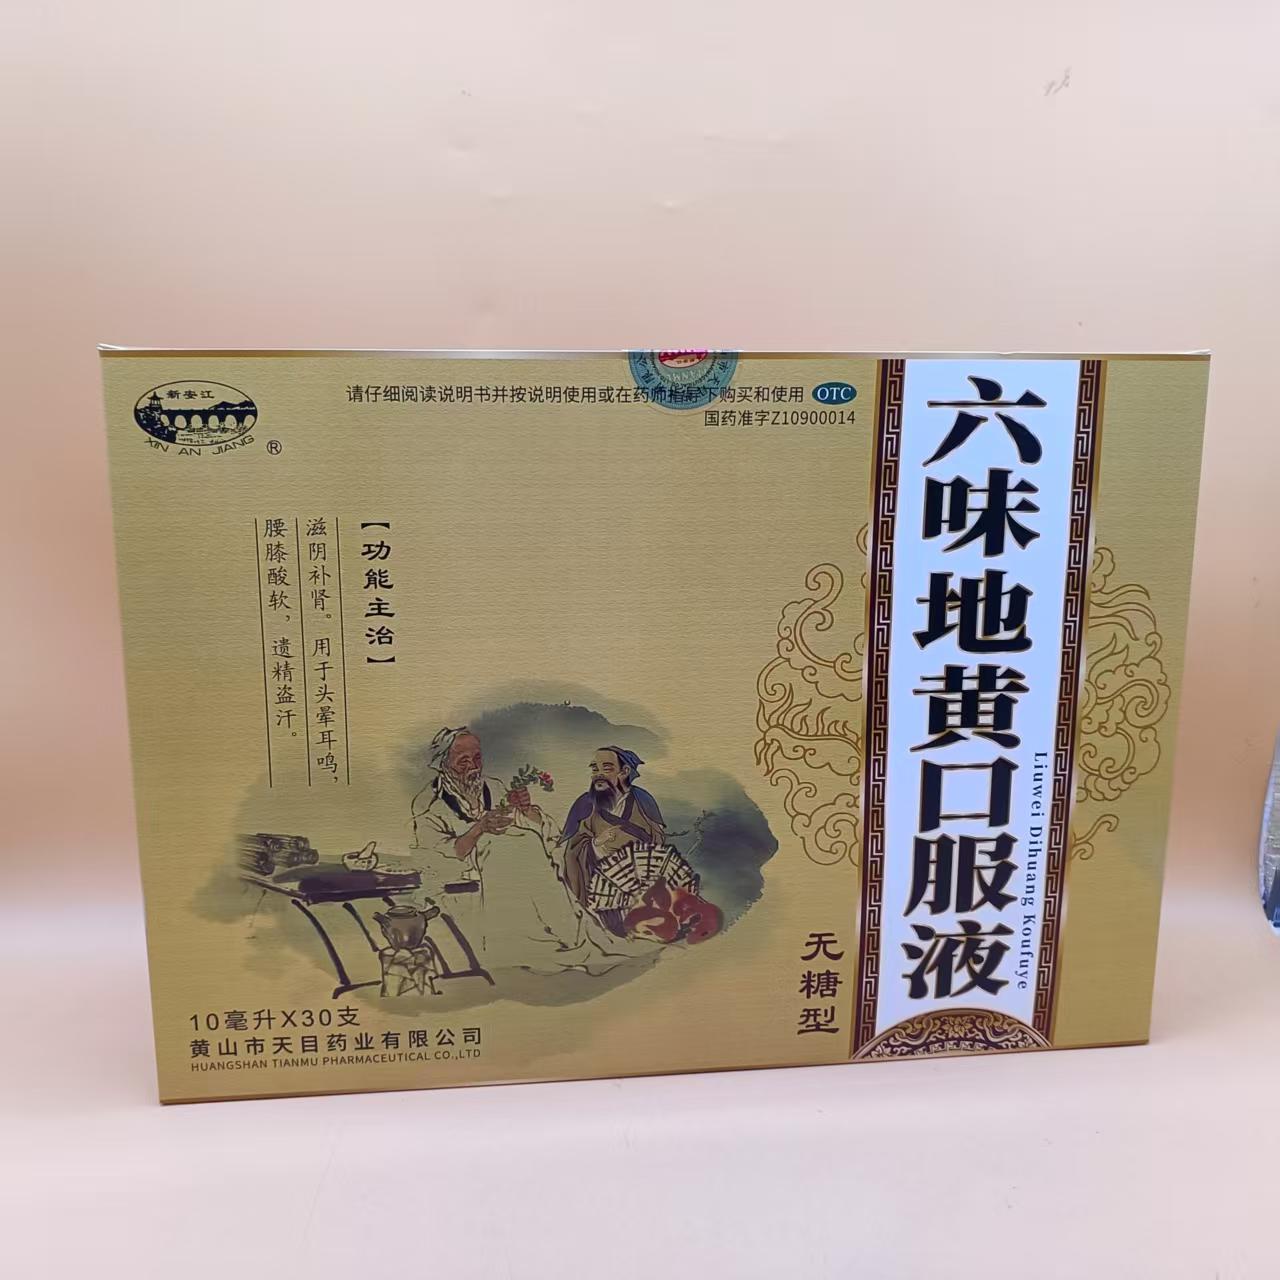 新安江
XIN AN JIANG
®
请仔细阅读说明书并按说明使用或在药师指导下购买和使用
OTC
国药准字Z10900014
六味地黄口服液
Liuwei Dihuang Koufuye
【功能主治】
滋阴补肾。用于头晕耳鸣，
腰膝酸软，遗精盗汗。
无糖型
10毫升X30支
黄山市天目药业有限公司
HUANGSHAN TIANMU PHARMACEUTICAL CO.,LTD